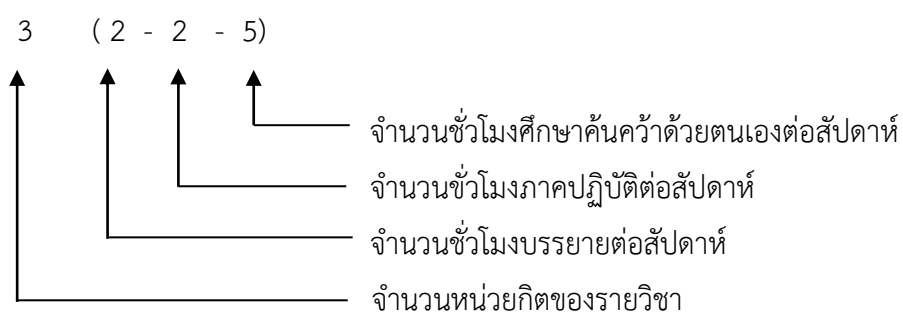 3 (2 - 2 - 5)
จำนวนชั่วโมงศึกษาค้นคว้าด้วยตนเองต่อสัปดาห์
จำนวนขั่วโมงภาคปฏิบัติต่อสัปดาห์
จำนวนชั่วโมงบรรยายต่อสัปดาห์
จำนวนหน่วยกิตของรายวิชา